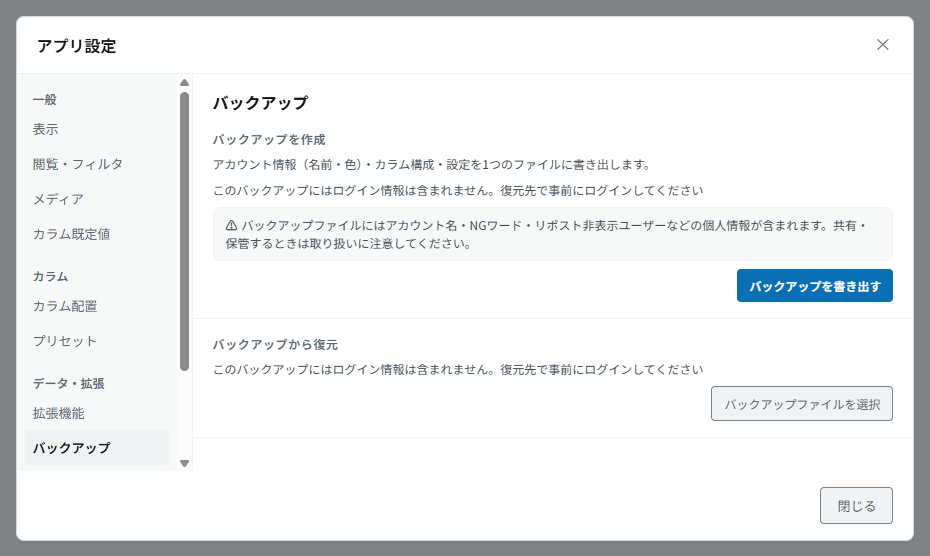 アプリ設定
一般
表示
閲覧・フィルタ
メディア
カラム既定値
カラム
カラム配置
プリセット
データ・拡張
拡張機能
バックアップ
バックアップ
バックアップを作成
アカウント情報（名前・色）・カラム構成・設定を1つのファイルに書き出します。
このバックアップにはログイン情報は含まれません。復元先で事前にログインしてください
⚠ バックアップファイルにはアカウント名・NGワード・リポスト非表示ユーザーなどの個人情報が含まれます。共有・
保管するときは取り扱いに注意してください。
バックアップを書き出す
バックアップから復元
このバックアップにはログイン情報は含まれません。復元先で事前にログインしてください
バックアップファイルを選択
閉じる